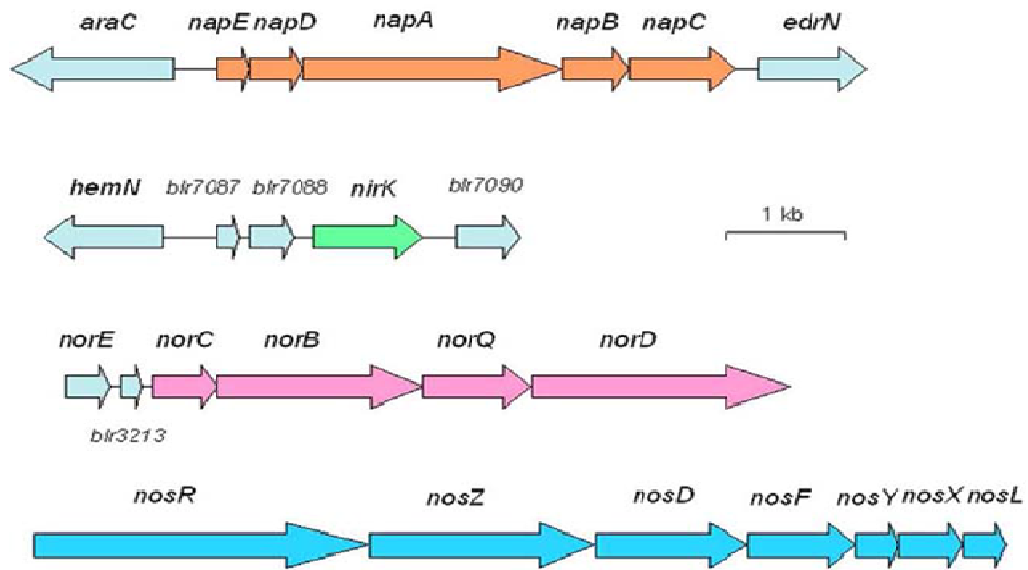 araC napE napD napA napB napC edrN
hemN blr7087 blr7088 nirK blr7090
1 kb
norE norC norB norQ norD
blr3213
nosR nosZ nosD nosF nosY nosX nosL